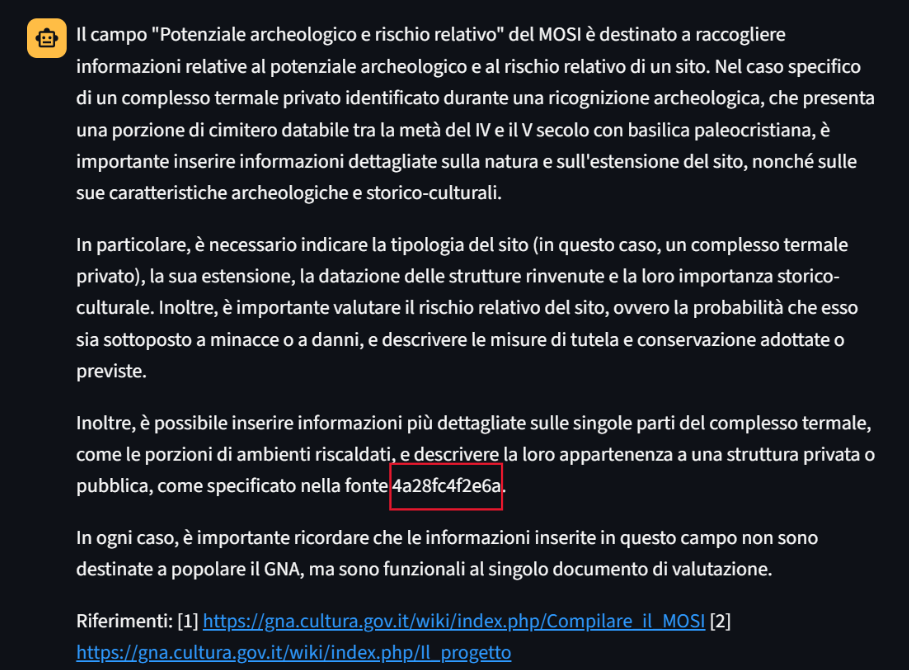 Il campo "Potenziale archeologico e rischio relativo" del MOSI è destinato a raccogliere
informazioni relative al potenziale archeologico e al rischio relativo di un sito. Nel caso specifico
di un complesso termale privato identificato durante una ricognizione archeologica, che presenta
una porzione di cimitero databile tra la metà del IV e il V secolo con basilica paleocristiana, è
importante inserire informazioni dettagliate sulla natura e sull'estensione del sito, nonché sulle
sue caratteristiche archeologiche e storico-culturali.
In particolare, è necessario indicare la tipologia del sito (in questo caso, un complesso termale
privato), la sua estensione, la datazione delle strutture rinvenute e la loro importanza storico-
culturale. Inoltre, è importante valutare il rischio relativo del sito, ovvero la probabilità che esso
sia sottoposto a minacce o a danni, e descrivere le misure di tutela e conservazione adottate o
previste.
Inoltre, è possibile inserire informazioni più dettagliate sulle singole parti del complesso termale,
come le porzioni di ambienti riscaldati, e descrivere la loro appartenenza a una struttura privata o
pubblica, come specificato nella fonte 4a28fc4f2e6a.
In ogni caso, è importante ricordare che le informazioni inserite in questo campo non sono
destinate a popolare il GNA, ma sono funzionali al singolo documento di valutazione.
Riferimenti: [1] https://gna.cultura.gov.it/wiki/index.php/Compilare_il_MOSI [2]
https://gna.cultura.gov.it/wiki/index.php/Il_progetto